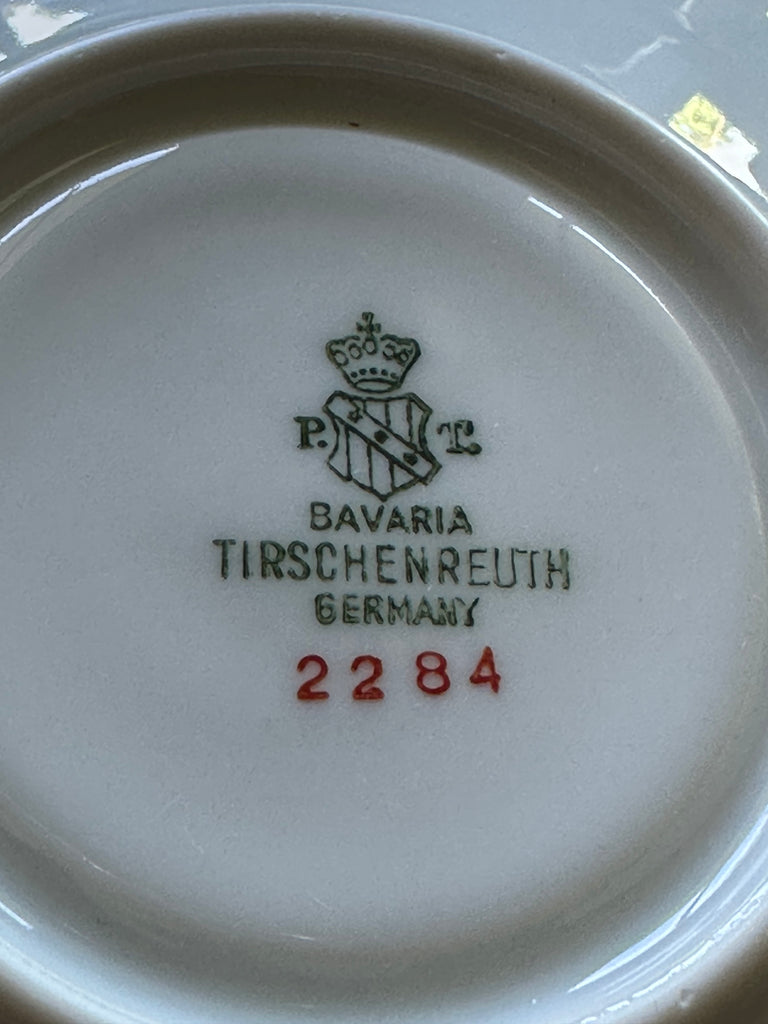 P. T.
BAVARIA
TIRSCHENREUTH
GERMANY
2284